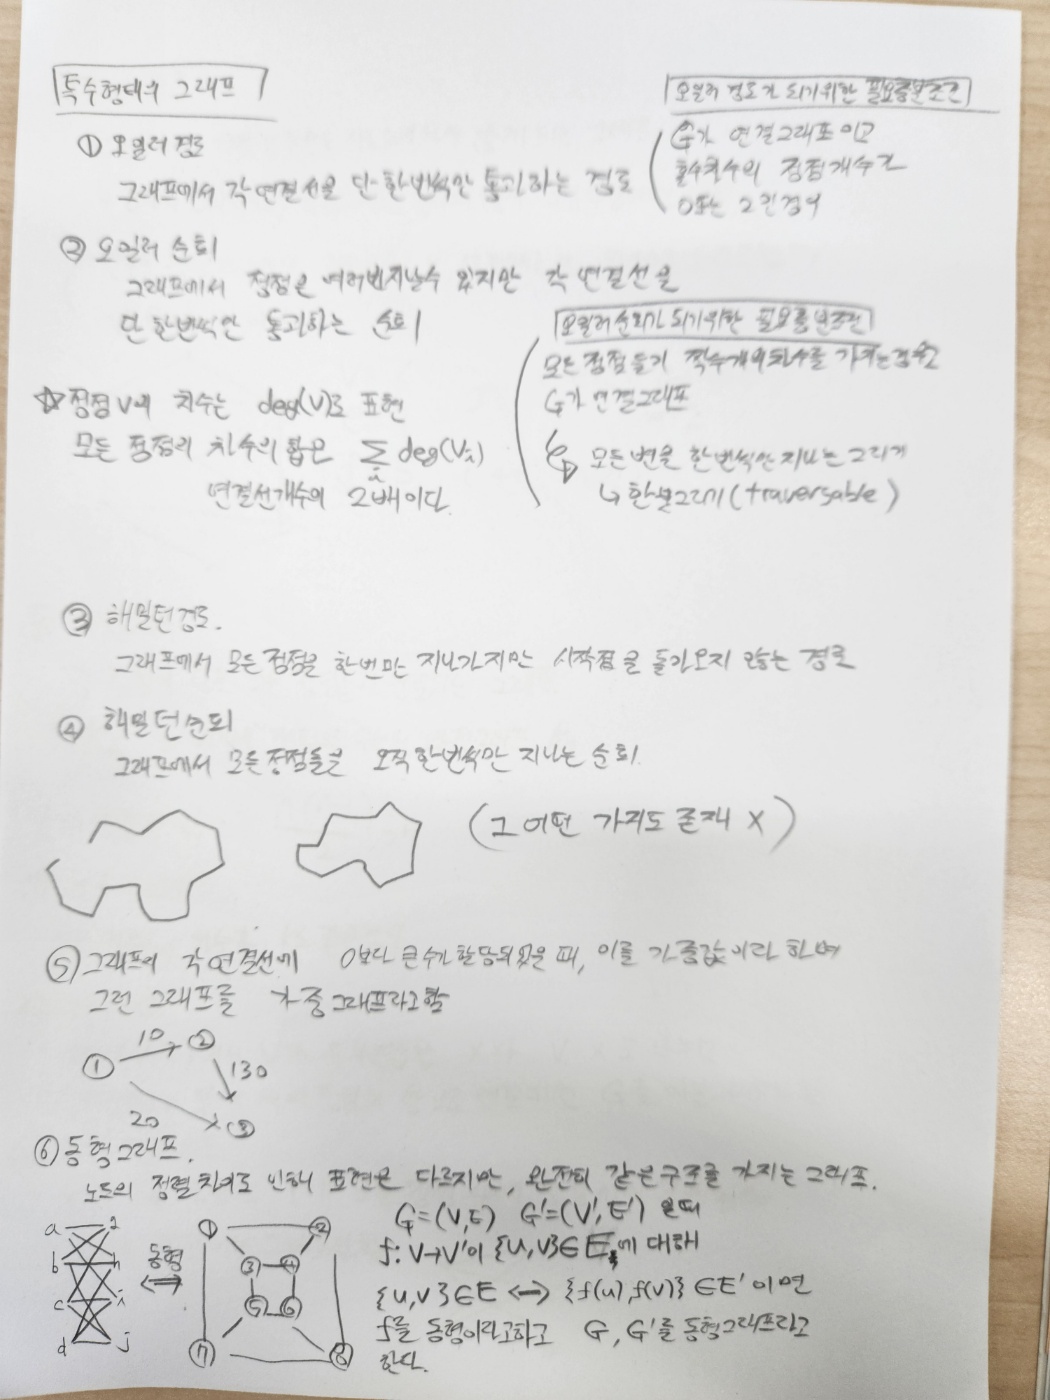 특수형태의 그래프
① 오일러 경로
그래프에서 각 연결선을 단 한번씩만 통과하는 경로
오일러 경로가 되기위한 필요충분조건
G가 연결그래프이고
홀수차수의 정점개수가
0또는 2인경우
② 오일러 순회
그래프에서 정점은 여러번지날수 있지만 각 연결선을
단 한번씩만 통과하는 순회
오일러순회가 되기위한 필요충분조건
모든 정점들이 짝수개의차수를 가지는경우
G가 연결그래프
모든변을 한번씩만 지나는 그리기
↳ 한붓그리기(traversable)
☆ 정점 V의 차수는 deg(V)로 표현
모든 정점의 차수의 합은 ∑ deg(Vᵢ)
i
연결선개수의 2배이다.
③ 해밀턴경로.
그래프에서 모든정점을 한번만 지나가지만 시작점으로 돌아오지 않는 경로
④ 해밀턴순회
그래프에서 모든정점들을 오직한번씩만 지나는 순회.
(그 어떤 가지도 존재 X)
⑤ 그래프의 각 연결선에 0보다 큰수가 할당되있을 때, 이를 가중값이라 하며
그런 그래프를 가중그래프라고함
10
① ②
130
20
③
⑥ 동형그래프.
노드의 정렬 차이로 인해 표현은 다르지만, 완전히 같은구조를 가지는 그래프.
G=(V,E) G'=(V',E') 일때
f: V→V'이 {u,v}∈E에 대해
{u,v}∈E ↔ {f(u),f(v)}∈E'이면
f를 동형이라고하고 G, G'를 동형그래프라고
한다.
a g
b h
c i
d j
동형
⟺
① ②
③ ④
⑤ ⑥
⑦ ⑧